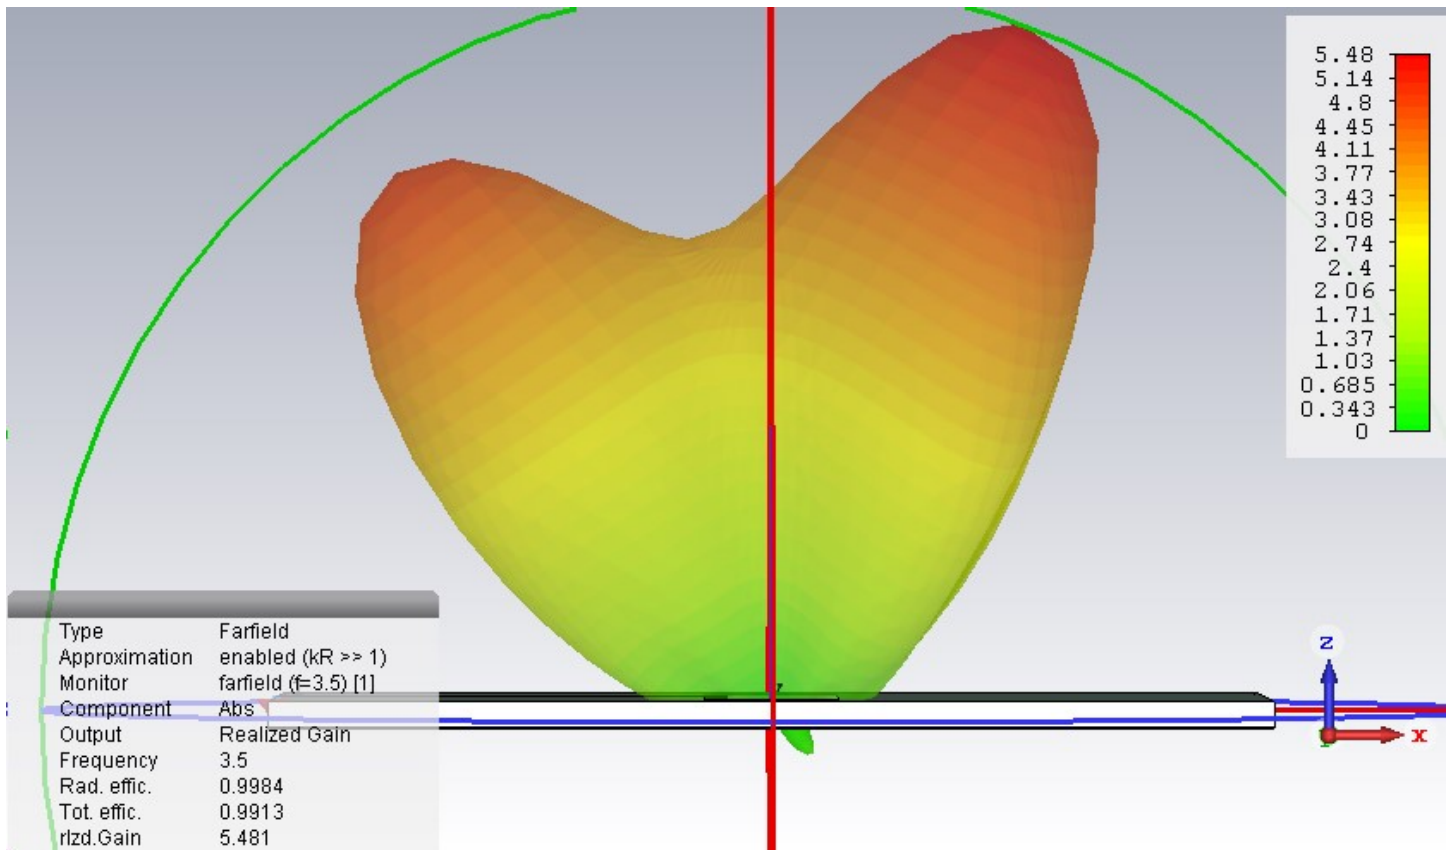 5.48
5.14
4.8
4.45
4.11
3.77
3.43
3.08
2.74
2.4
2.06
1.71
1.37
1.03
0.685
0.343
0
Type Farfield
Approximation enabled (kR >> 1)
Monitor farfield (f=3.5) [1]
Component Abs
Output Realized Gain
Frequency 3.5
Rad. effic. 0.9984
Tot. effic. 0.9913
rlzd.Gain 5.481
z
x